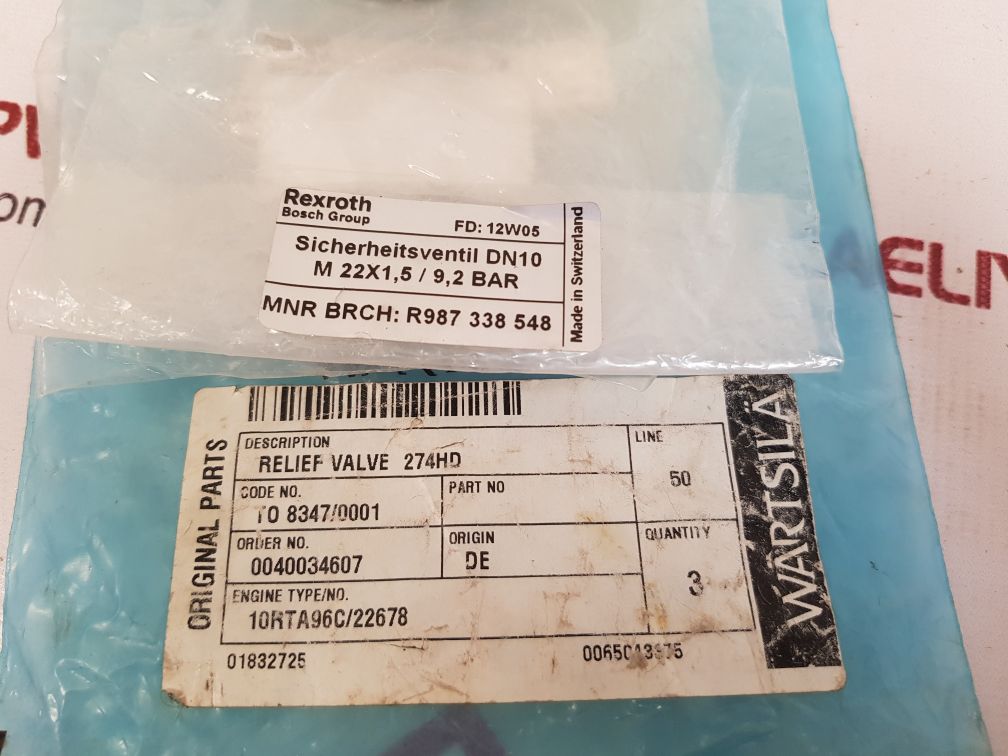 Rexroth
Bosch Group
FD: 12W05
Sicherheitsventil DN10
M 22X1,5 / 9,2 BAR
MNR BRCH: R987 338 548
Made in Switzerland
ORIGINAL PARTS
DESCRIPTION
RELIEF VALVE 274HD
LINE
50
CODE NO.
TO 8347/0001
PART NO
ORDER NO.
0040034607
ORIGIN
DE
QUANTITY
3
ENGINE TYPE/NO.
10RTA96C/22678
01832725
WÄRTSILÄ